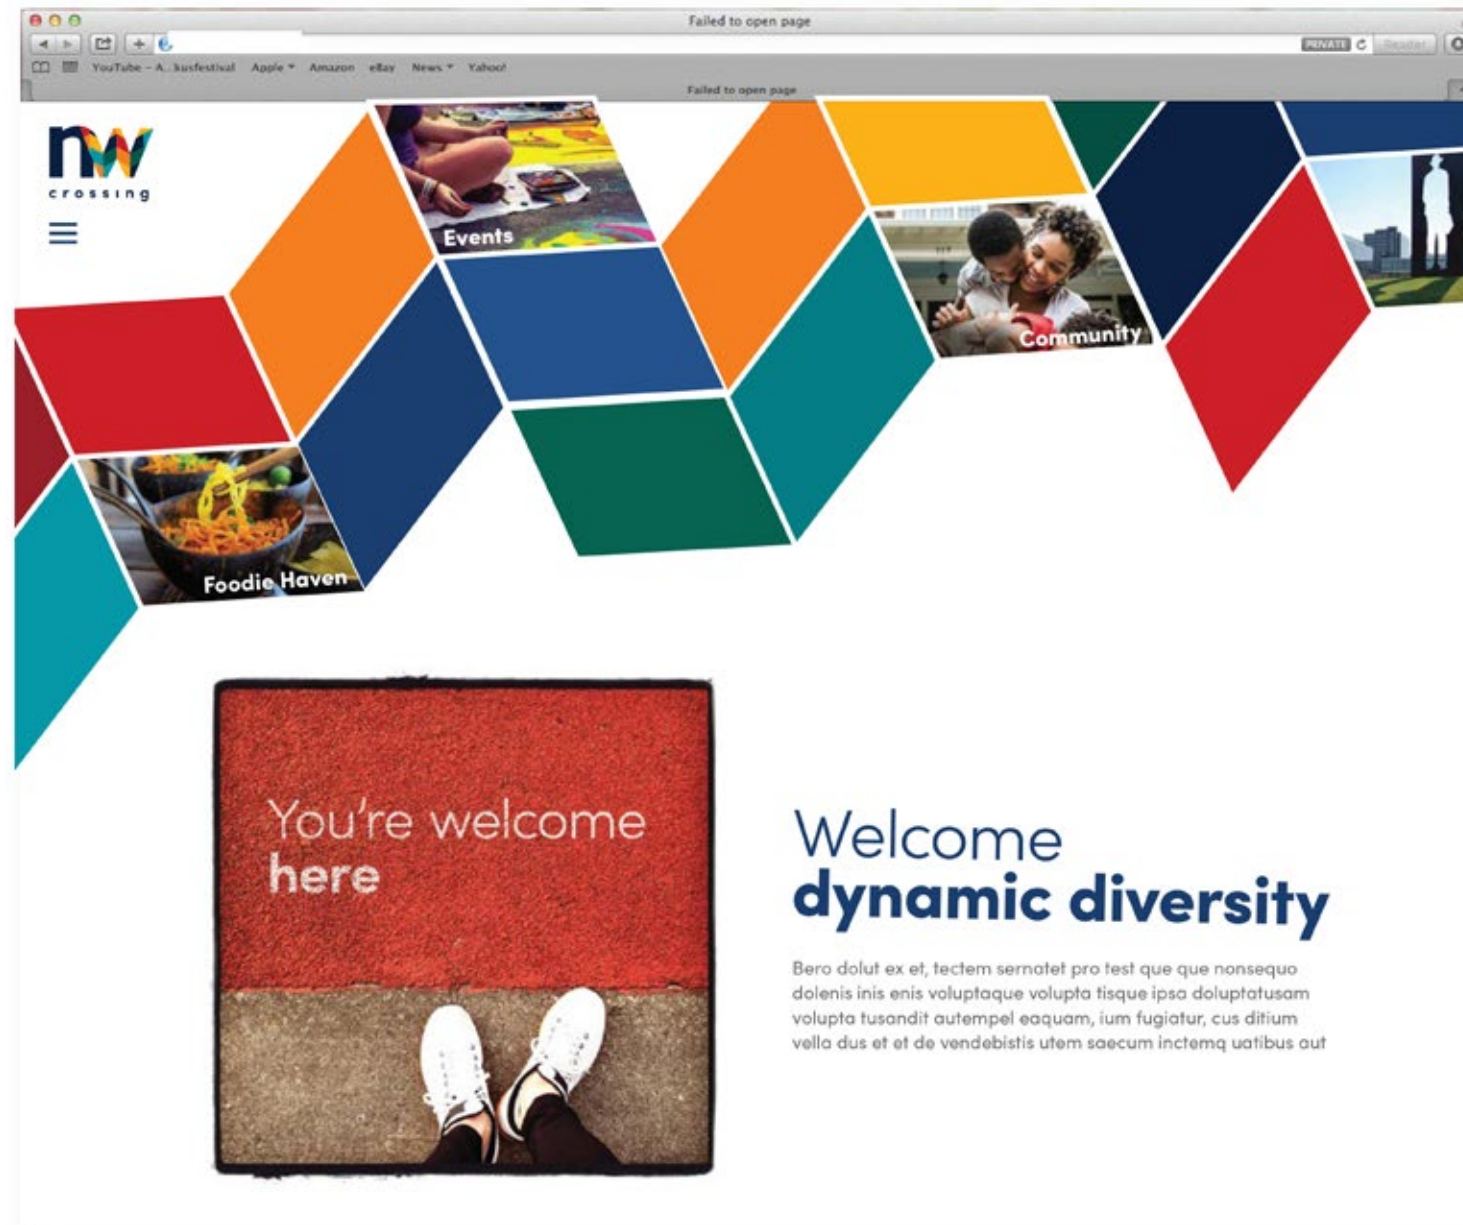 Failed to open page
PRIVATE Reader
YouTube – A...kusfestival Apple Amazon eBay News Yahoo!
Failed to open page
nw
crossing
Events
Community
Foodie Haven
You're welcome
here
Welcome
dynamic diversity
Bero dolut ex et, tectem sernatet pro test que que nonsequo
dolenis inis enis voluptaque volupta tisque ipsa doluptatusam
volupta tusandit autempel eaquam, ium fugiatur, cus ditium
vella dus et et de vendebistis utem saecum inctemq uatibus aut